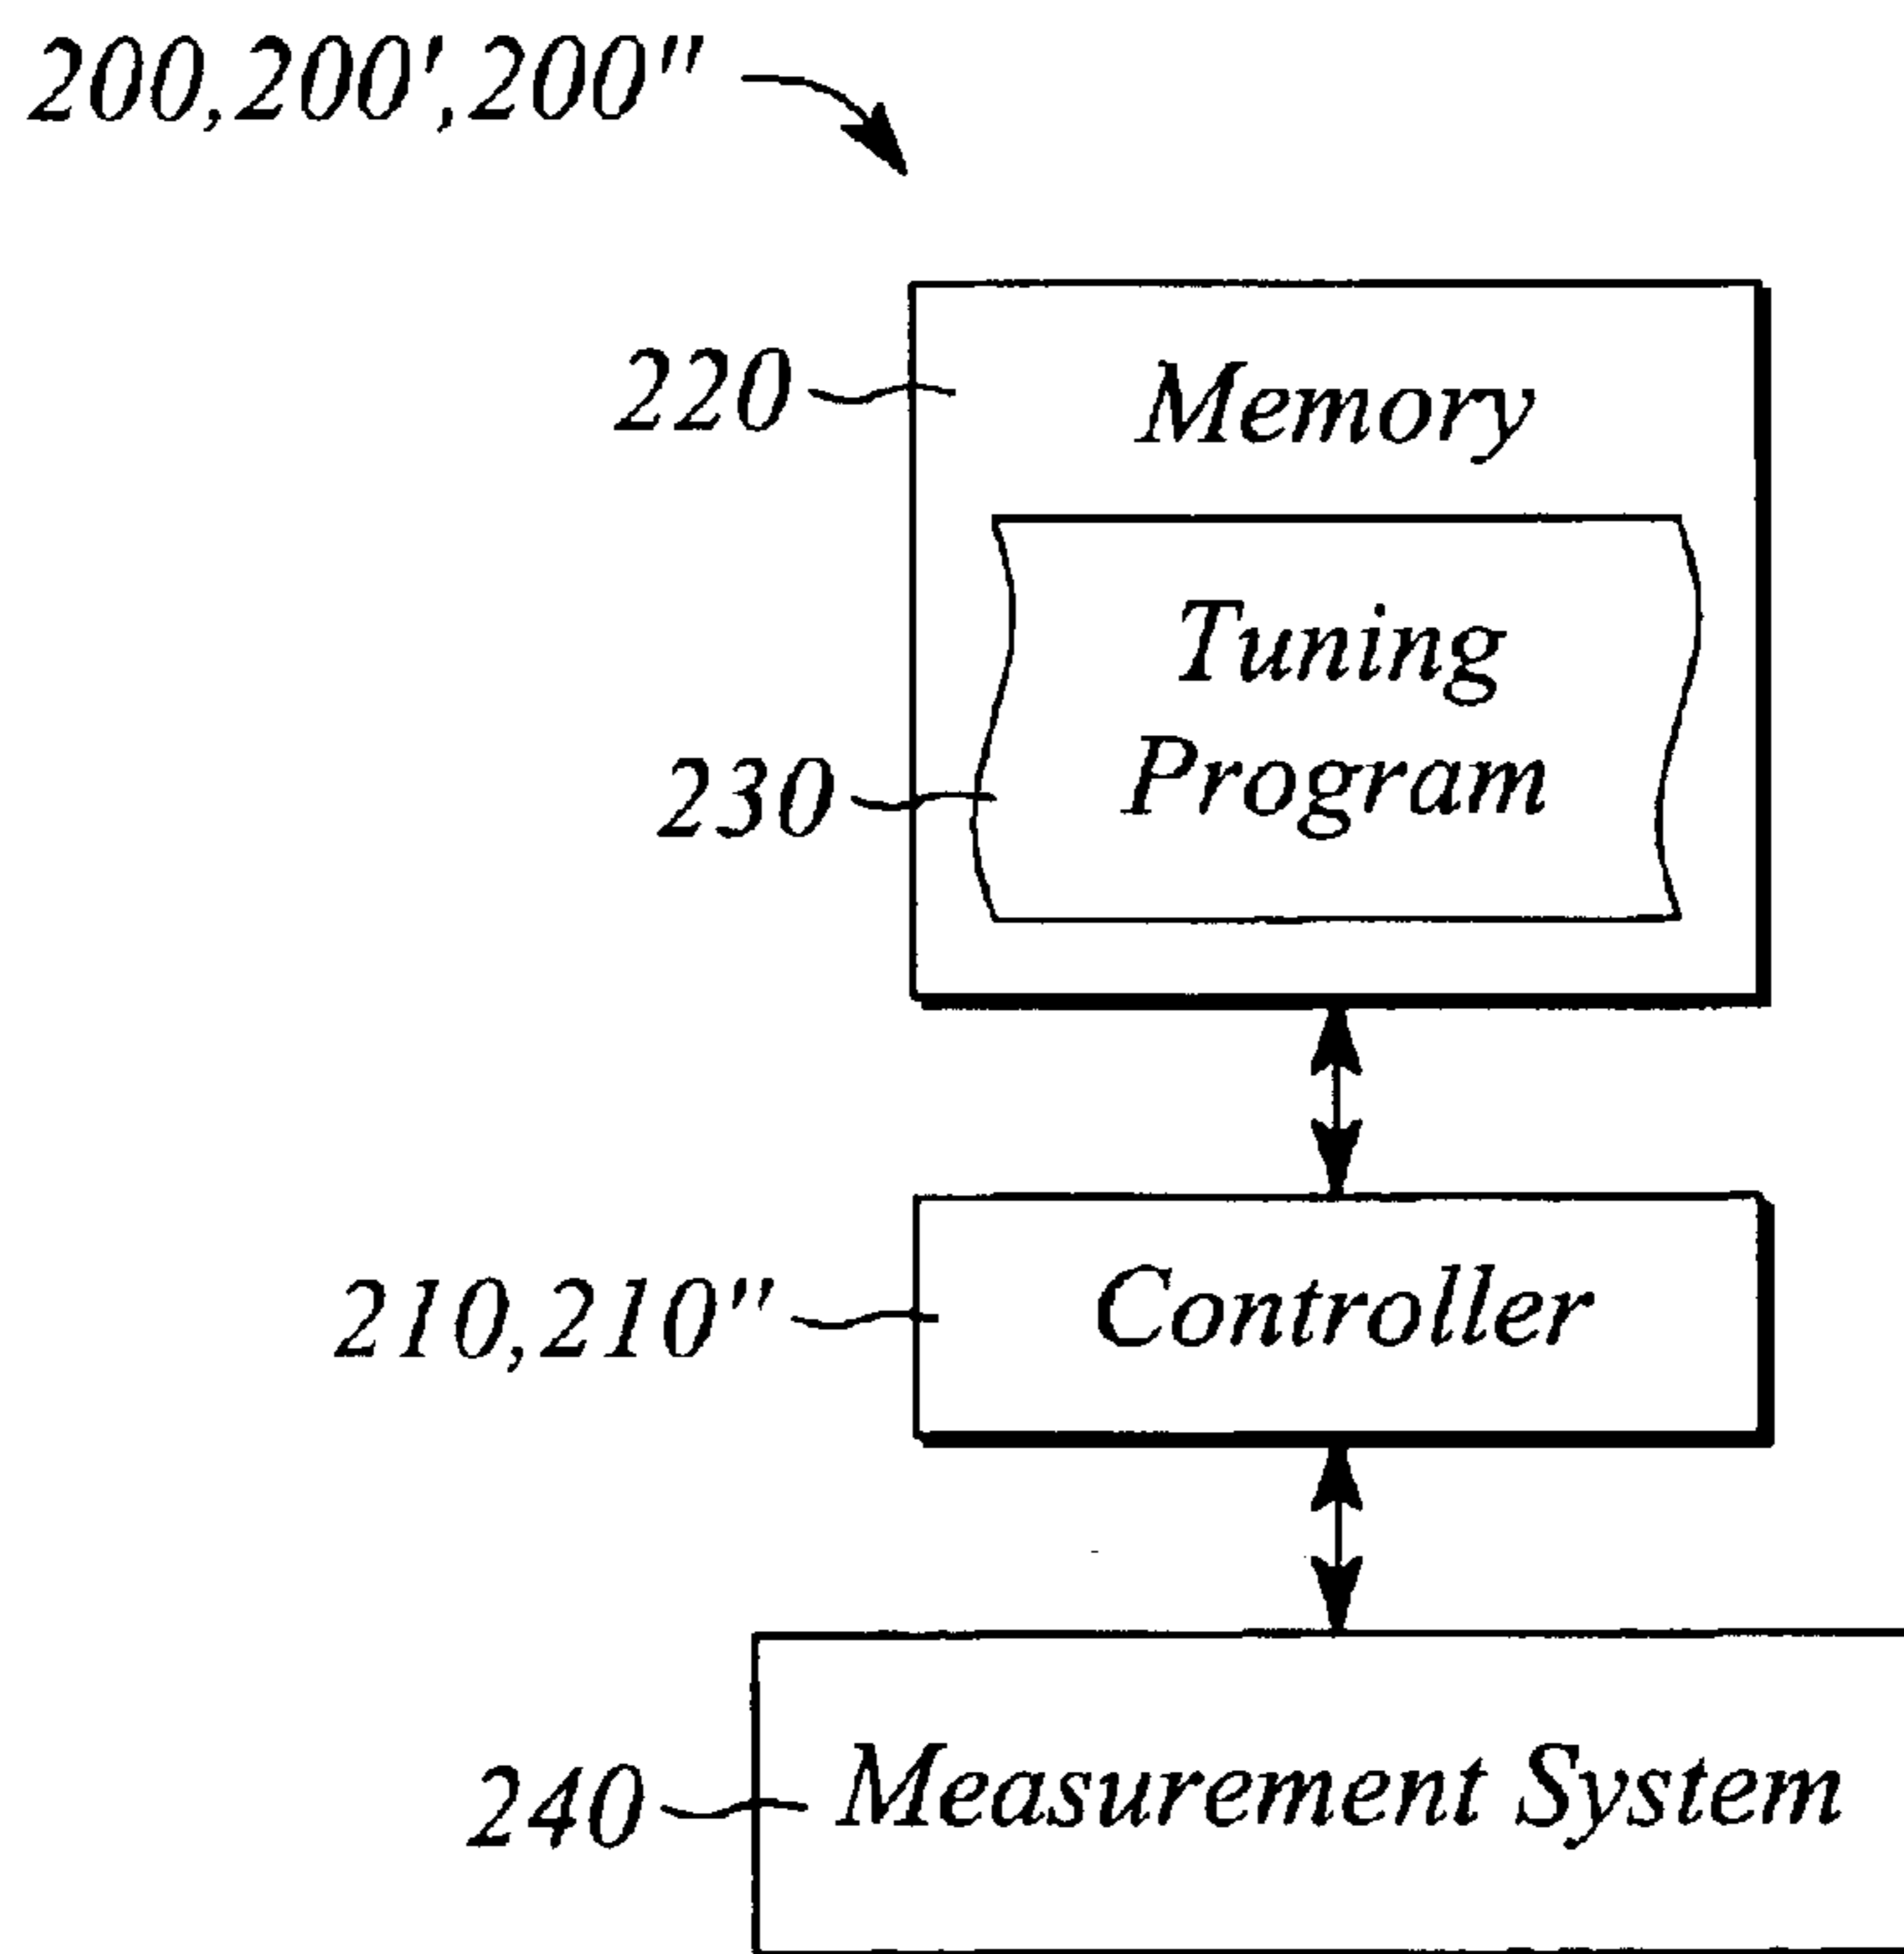 200,200',200"
220
Memory
Tuning
Program
230
210,210"
Controller
240
Measurement System